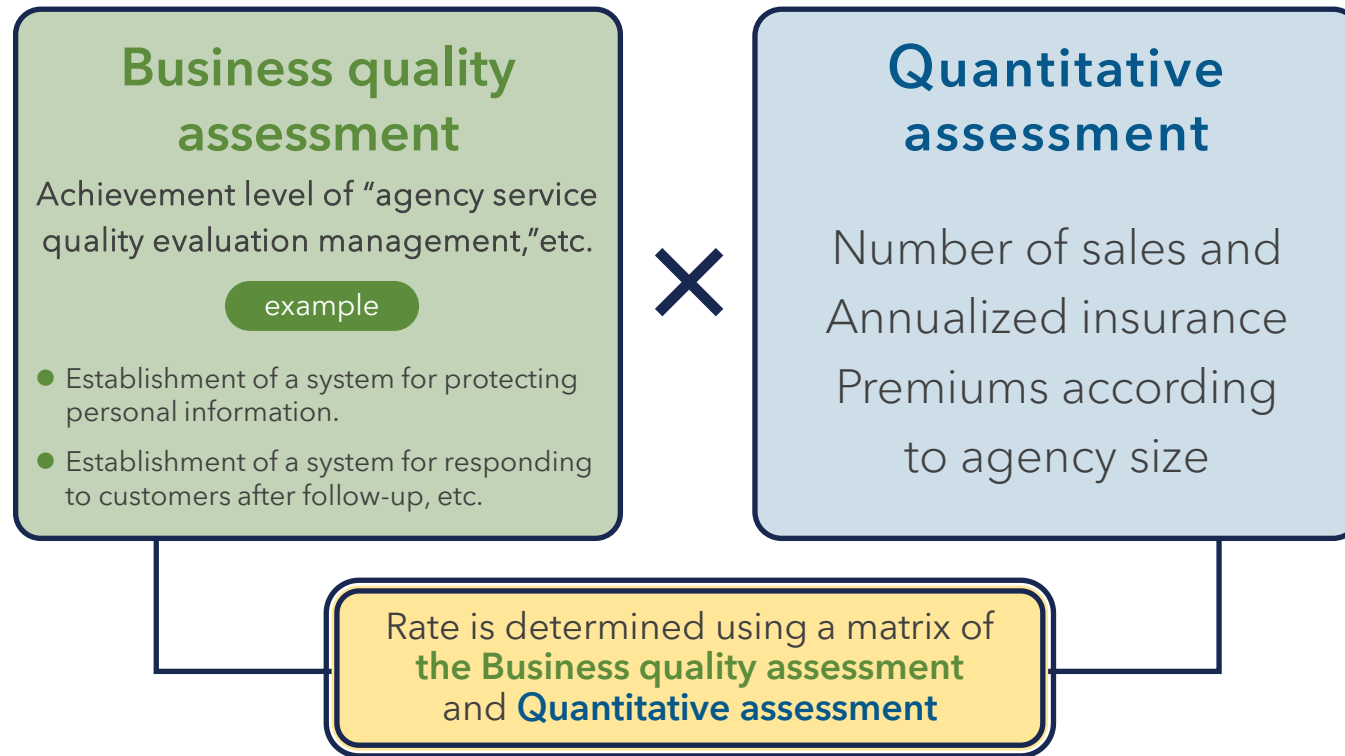 Business quality
assessment
Achievement level of "agency service
quality evaluation management,"etc.
example
● Establishment of a system for protecting
personal information.
● Establishment of a system for responding
to customers after follow-up, etc.
×
Quantitative
assessment
Number of sales and
Annualized insurance
Premiums according
to agency size
Rate is determined using a matrix of
the Business quality assessment
and Quantitative assessment